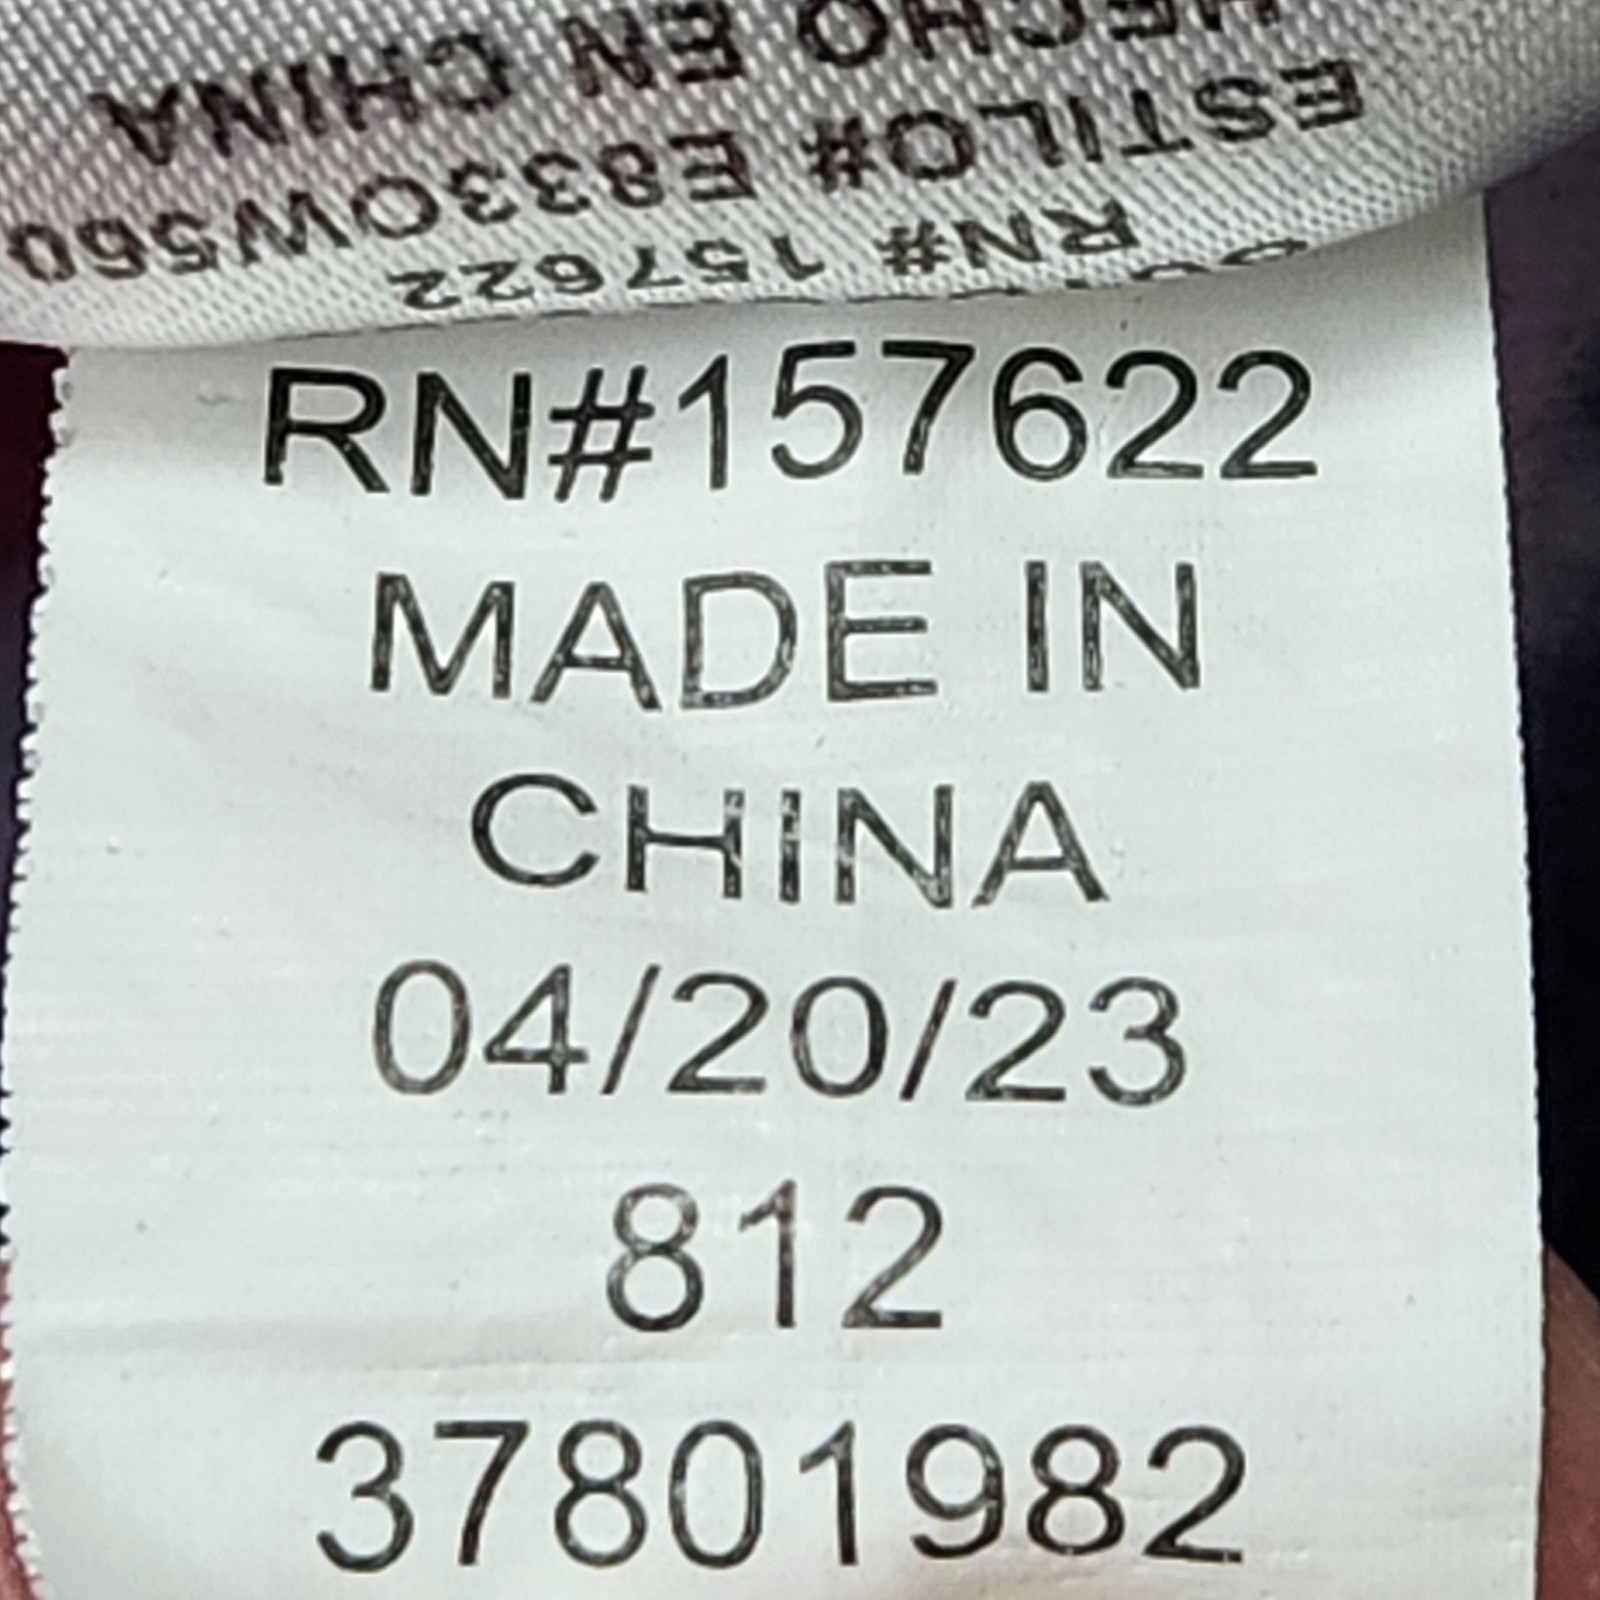 HECHO EN CHINA
ESTILO# E833OW560
RN# 157622
RN#157622
MADE IN
CHINA
04/20/23
812
37801982